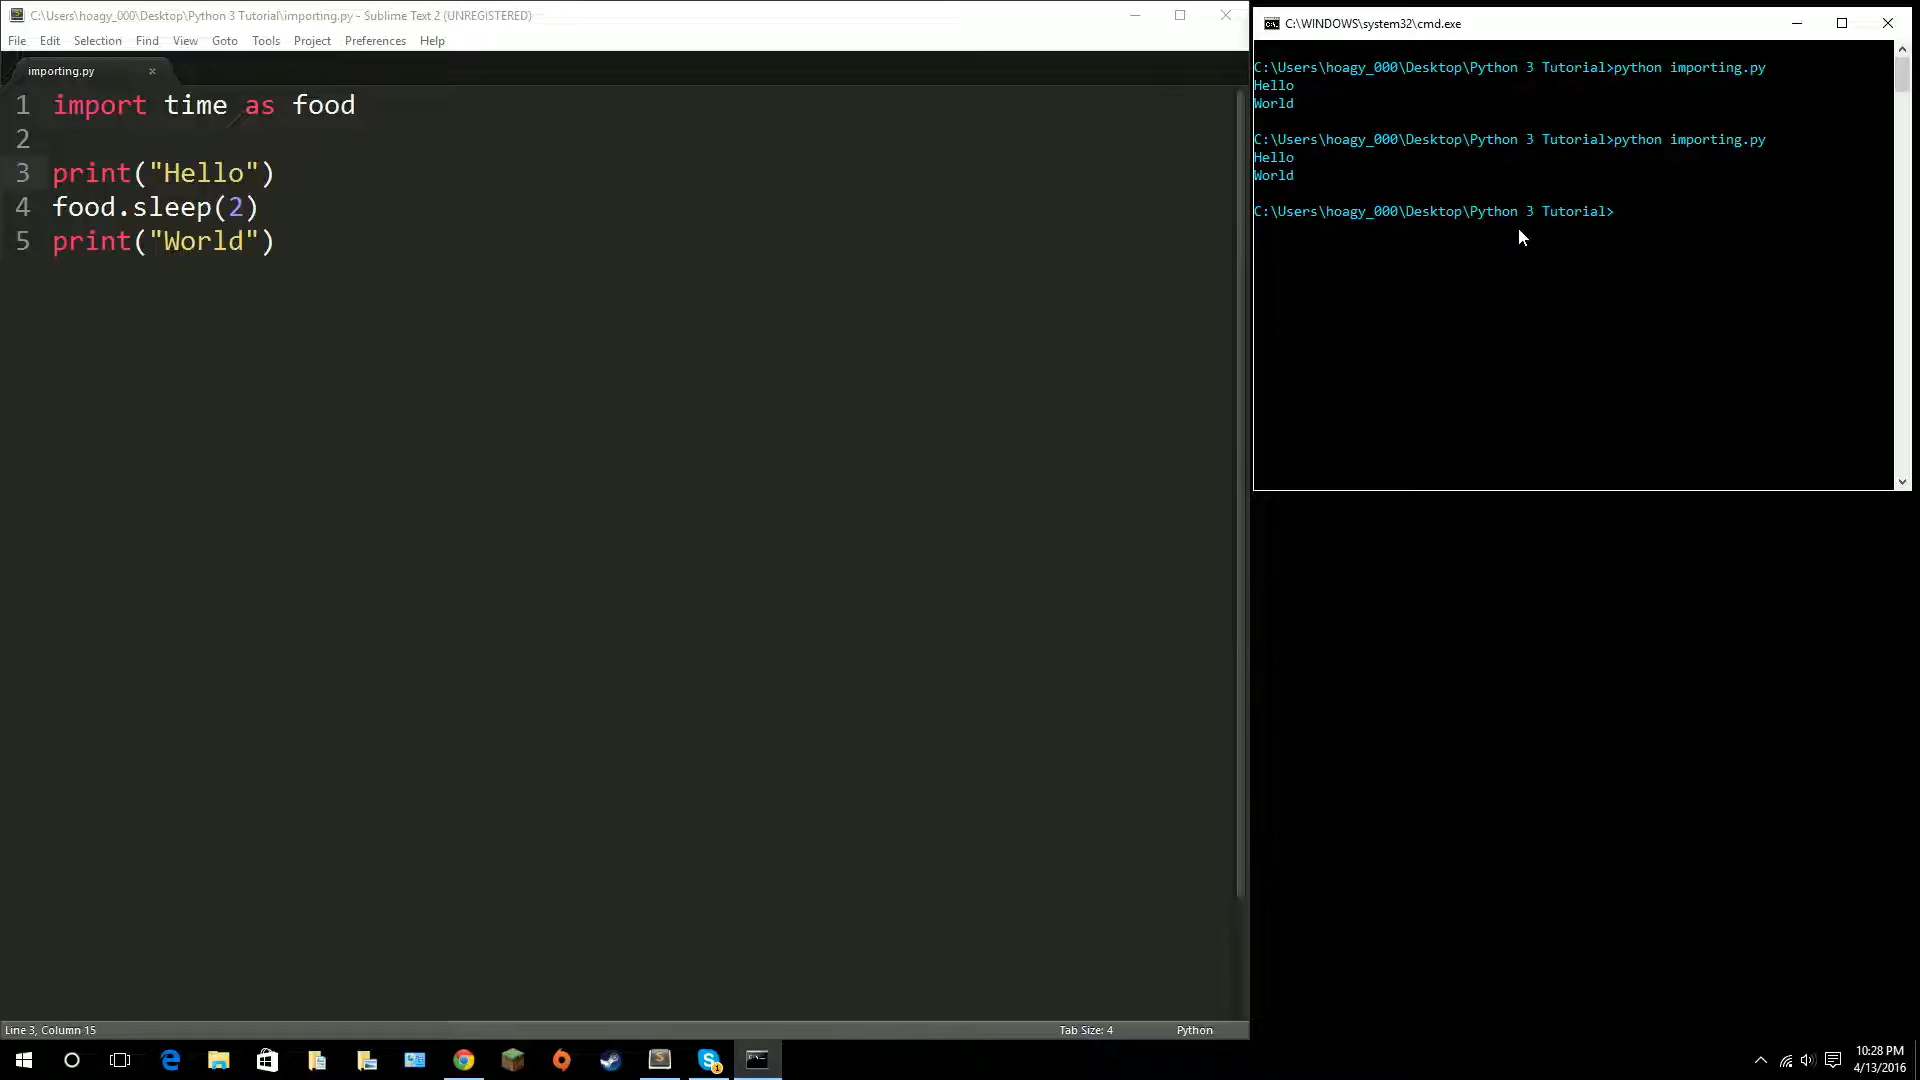 C:\Users\hoagy_000\Desktop\Python 3 Tutorial\importing.py - Sublime Text 2 (UNREGISTERED)
File Edit Selection Find View Goto Tools Project Preferences Help
importing.py ×
1 import time as food
2
3 print("Hello")
4 food.sleep(2)
5 print("World")
Line 3, Column 15
Tab Size: 4
Python
C:\WINDOWS\system32\cmd.exe
C:\Users\hoagy_000\Desktop\Python 3 Tutorial>python importing.py
Hello
World
C:\Users\hoagy_000\Desktop\Python 3 Tutorial>python importing.py
Hello
World
C:\Users\hoagy_000\Desktop\Python 3 Tutorial>
10:28 PM
4/13/2016